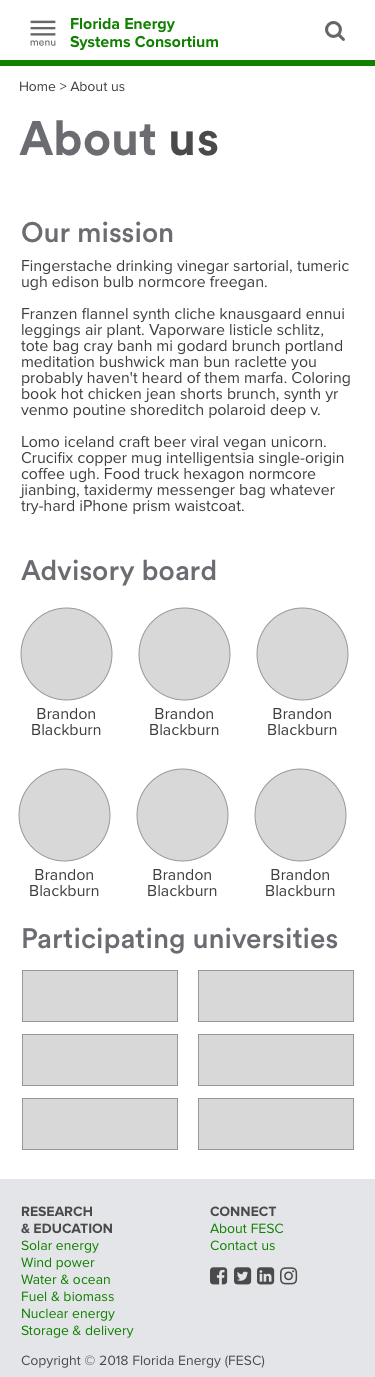 menu
Florida Energy
Systems Consortium
Home > About us
About us
Our mission
Fingerstache drinking vinegar sartorial, tumeric
ugh edison bulb normcore freegan.
Franzen flannel synth cliche knausgaard ennui
leggings air plant. Vaporware listicle schlitz,
tote bag cray banh mi godard brunch portland
meditation bushwick man bun raclette you
probably haven't heard of them marfa. Coloring
book hot chicken jean shorts brunch, synth yr
venmo poutine shoreditch polaroid deep v.
Lomo iceland craft beer viral vegan unicorn.
Crucifix copper mug intelligentsia single-origin
coffee ugh. Food truck hexagon normcore
jianbing, taxidermy messenger bag whatever
try-hard iPhone prism waistcoat.
Advisory board
Brandon
Blackburn
Brandon
Blackburn
Brandon
Blackburn
Brandon
Blackburn
Brandon
Blackburn
Brandon
Blackburn
Participating universities
RESEARCH
& EDUCATION
Solar energy
Wind power
Water & ocean
Fuel & biomass
Nuclear energy
Storage & delivery
CONNECT
About FESC
Contact us
Copyright © 2018 Florida Energy (FESC)